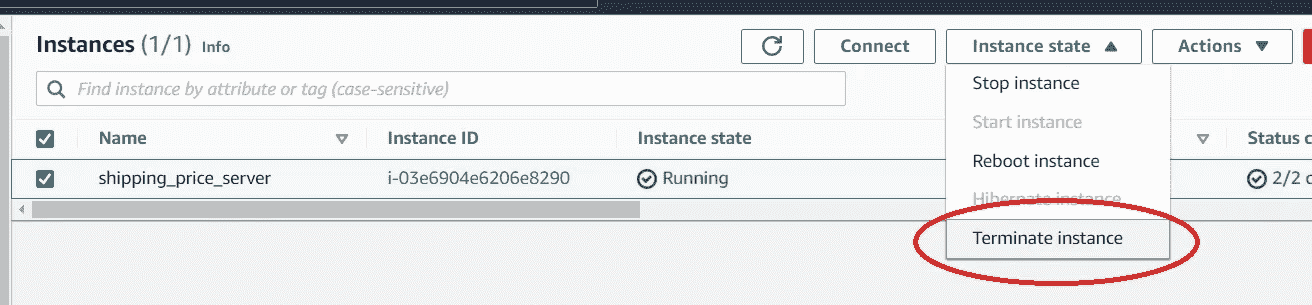 Instances (1/1) Info
Connect
Instance state
Actions
Find instance by attribute or tag (case-sensitive)
Stop instance
Start instance
Reboot instance
Hibernate instance
Terminate instance
Name
Instance ID
Instance state
Status
shipping_price_server
i-03e6904e6206e8290
Running
2/2